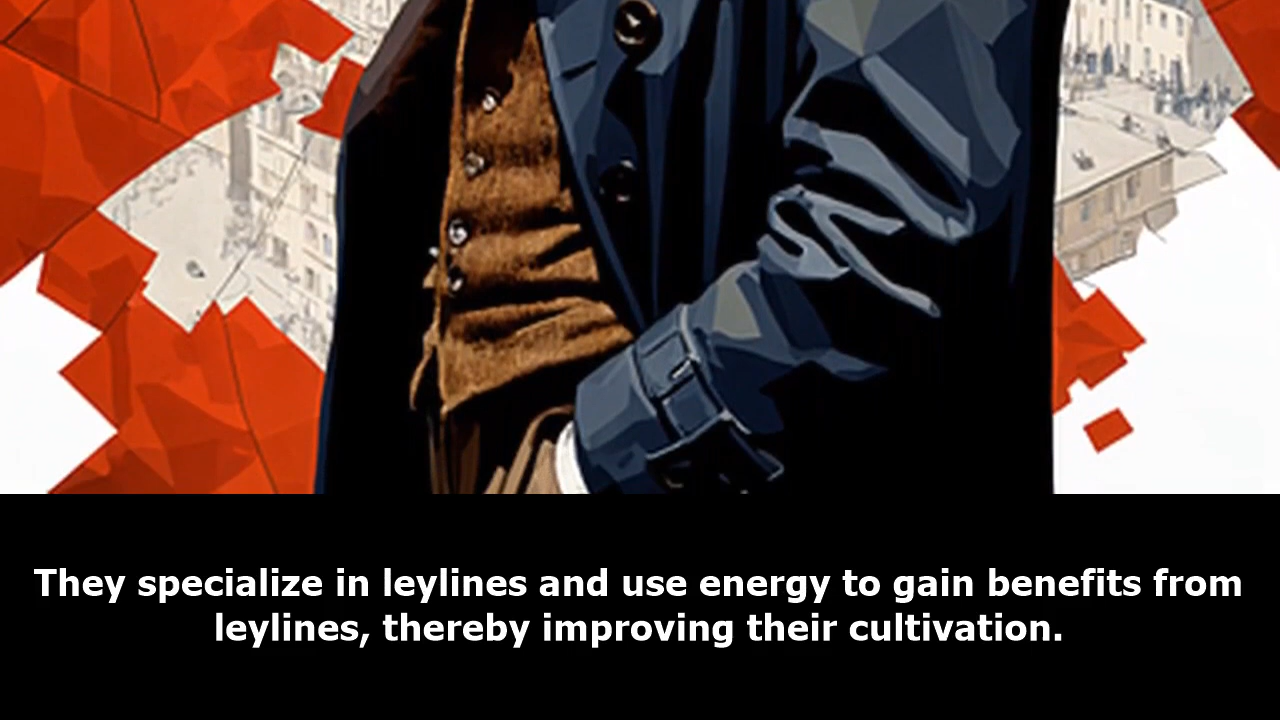 They specialize in leylines and use energy to gain benefits from
leylines, thereby improving their cultivation.